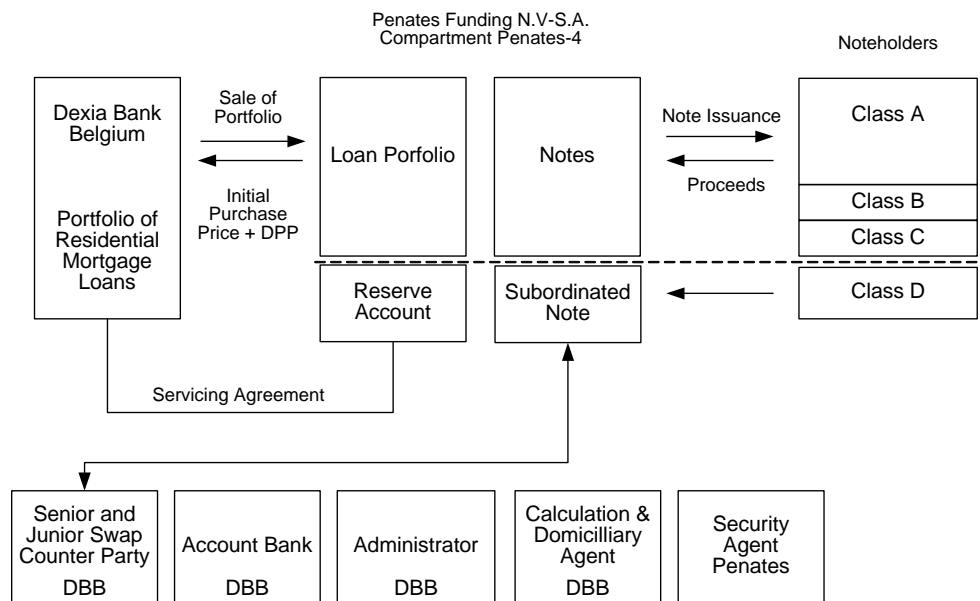 Penates Funding N.V-S.A.
Compartment Penates-4
Noteholders
Dexia Bank
Belgium
Portfolio of
Residential
Mortgage
Loans
Sale of
Portfolio
Initial
Purchase
Price + DPP
Loan Porfolio
Notes
Note Issuance
Proceeds
Class A
Class B
Class C
Reserve
Account
Subordinated
Note
Class D
Servicing Agreement
Senior and
Junior Swap
Counter Party
DBB
Account Bank
DBB
Administrator
DBB
Calculation &
Domicilliary
Agent
DBB
Security
Agent
Penates